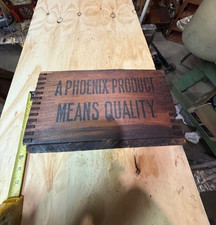 A PHOENIX PRODUCT
MEANS QUALITY